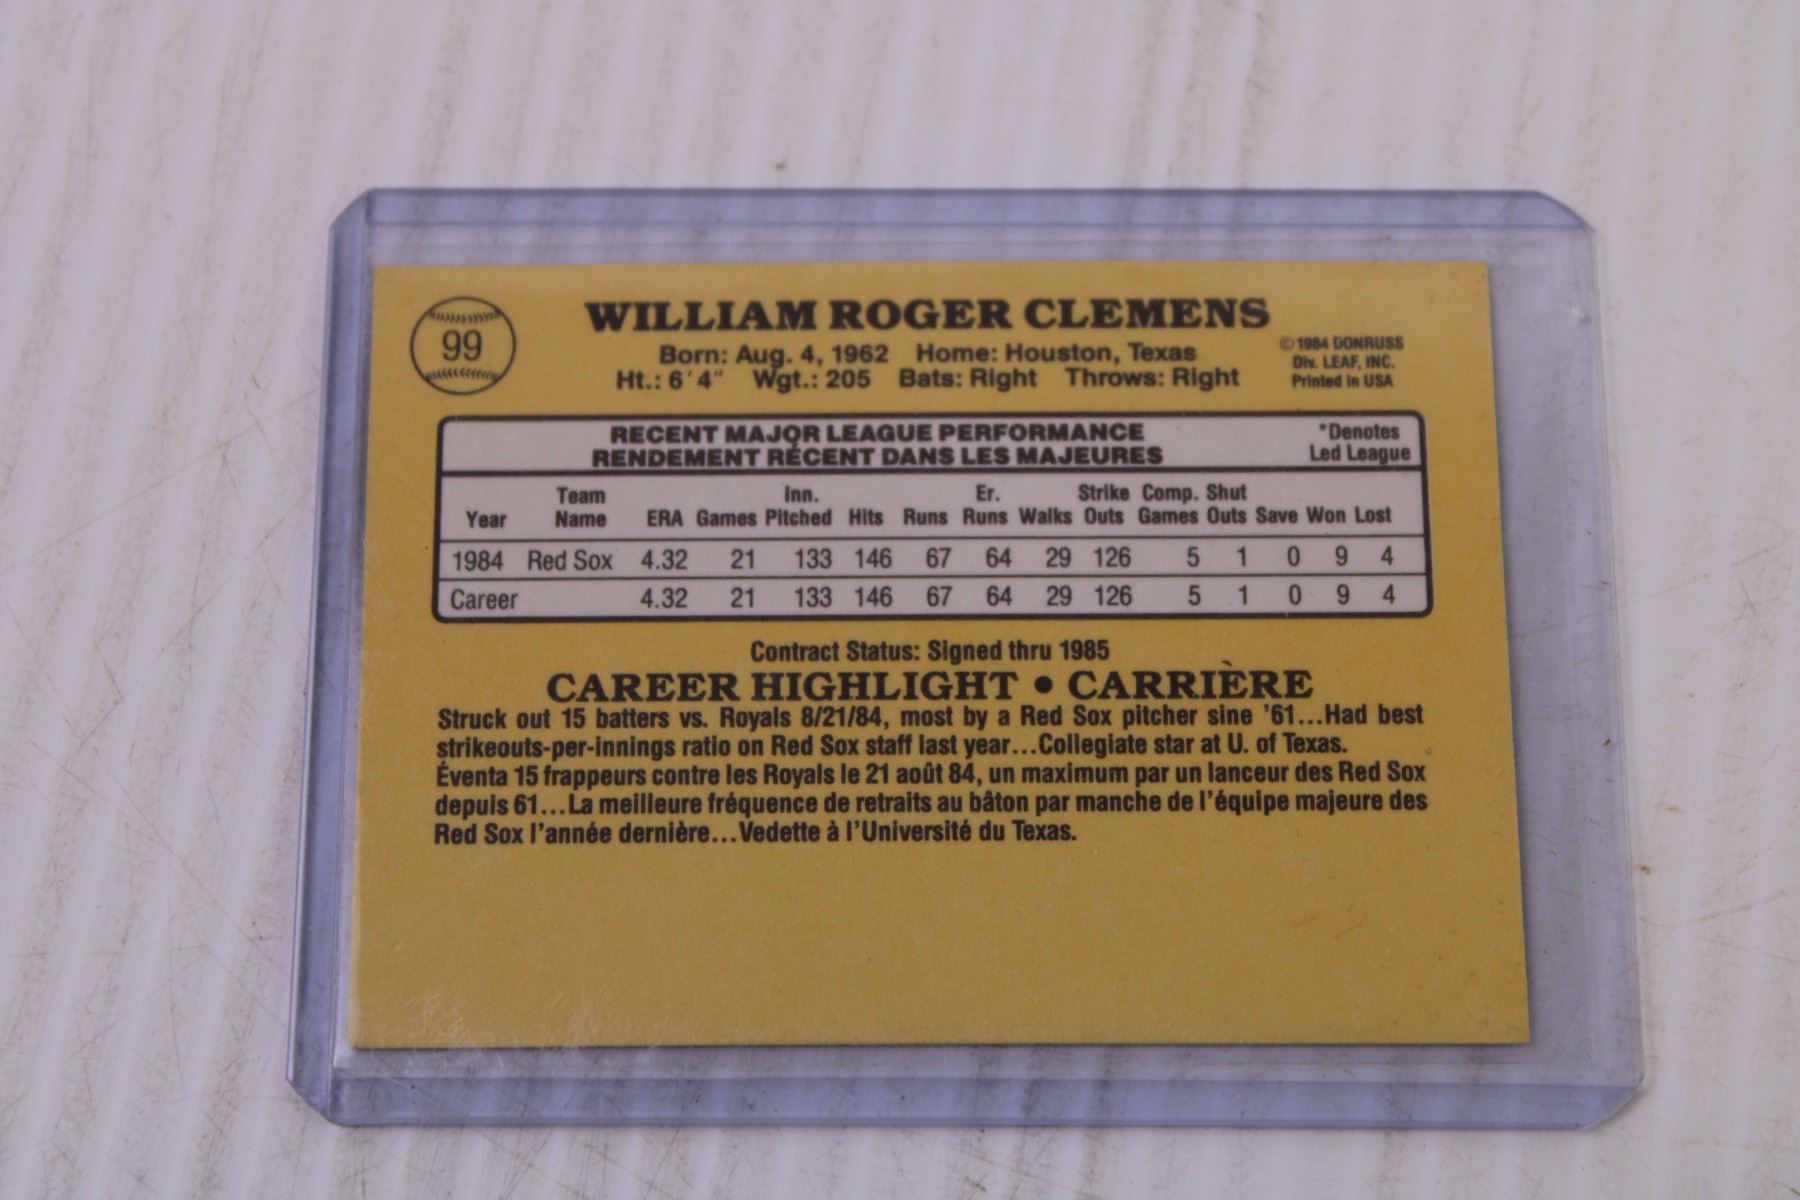 99
WILLIAM ROGER CLEMENS
Born: Aug. 4, 1962 Home: Houston, Texas
Ht.: 6'4" Wgt.: 205 Bats: Right Throws: Right
©1984 DONRUSS
Div. LEAF, INC.
Printed in USA
RECENT MAJOR LEAGUE PERFORMANCE
RENDEMENT RÉCENT DANS LES MAJEURES
*Denotes
Led League
Team Inn. Er. Strike Comp. Shut
Year Name ERA Games Pitched Hits Runs Runs Walks Outs Games Outs Save Won Lost
1984 Red Sox 4.32 21 133 146 67 64 29 126 5 1 0 9 4
Career 4.32 21 133 146 67 64 29 126 5 1 0 9 4
Contract Status: Signed thru 1985
CAREER HIGHLIGHT • CARRIÈRE
Struck out 15 batters vs. Royals 8/21/84, most by a Red Sox pitcher sine '61...Had best
strikeouts-per-innings ratio on Red Sox staff last year...Collegiate star at U. of Texas.
Éventa 15 frappeurs contre les Royals le 21 août 84, un maximum par un lanceur des Red Sox
depuis 61...La meilleure fréquence de retraits au bâton par manche de l'équipe majeure des
Red Sox l'année dernière...Vedette à l'Université du Texas.